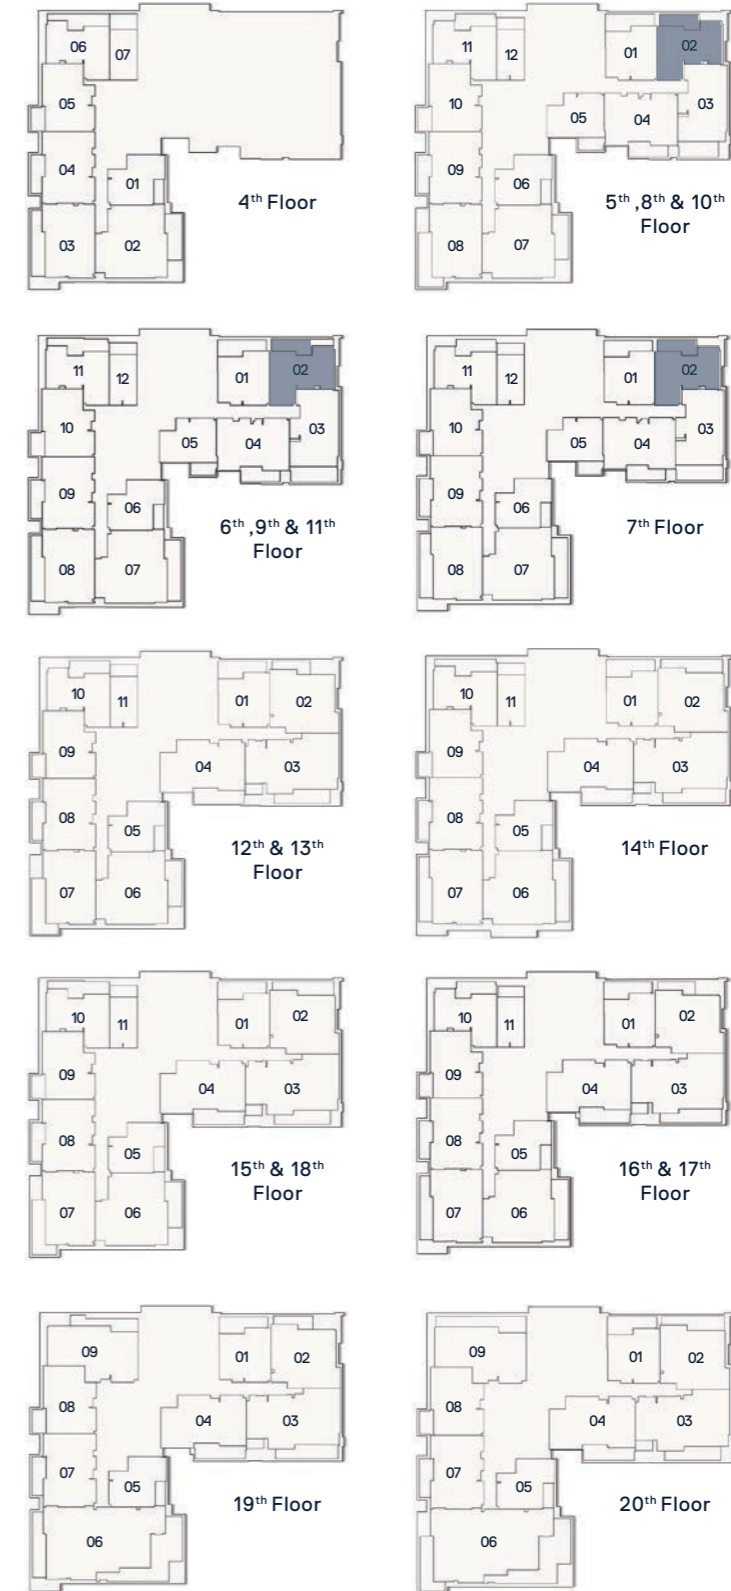 06 07
05
04
01
03 02
4th Floor
11 12 01 02
10 05 04 03
09 06
08 07
5th ,8th & 10th
Floor
11 12 01 02
10 05 04 03
09 06
08 07
6th ,9th & 11th
Floor
11 12 01 02
10 05 04 03
09 06
08 07
7th Floor
10 11 01 02
09 04 03
08 05
07 06
12th & 13th
Floor
10 11 01 02
09 04 03
08 05
07 06
14th Floor
10 11 01 02
09 04 03
08 05
07 06
15th & 18th
Floor
10 11 01 02
09 04 03
08 05
07 06
16th & 17th
Floor
09 01 02
08 04 03
07 05
06
19th Floor
09 01 02
08 04 03
07 05
06
20th Floor